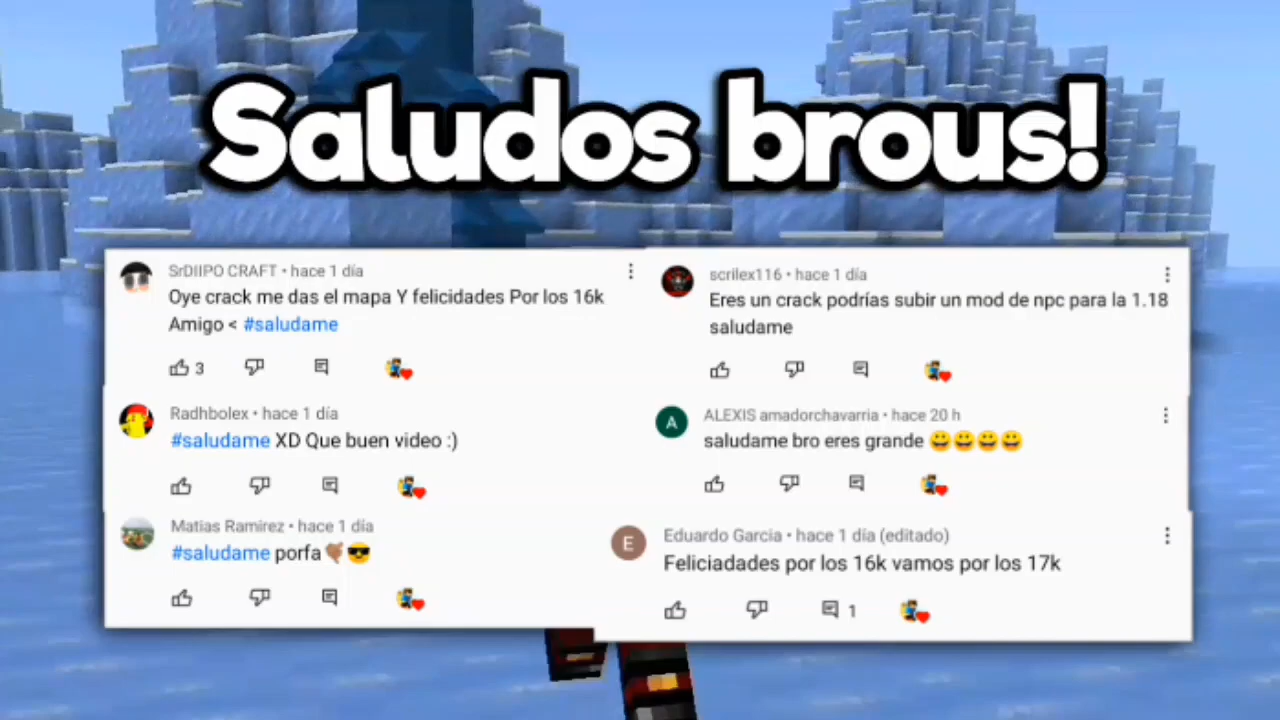 Saludos brous!
SrDIIPO CRAFT • hace 1 día
Oye crack me das el mapa Y felicidades Por los 16k
Amigo < #saludame
3
Radhbolex • hace 1 día
#saludame XD Que buen video :)
Matias Ramirez • hace 1 día
#saludame porfa🤏🏽😎
scrilex116 • hace 1 día
Eres un crack podrías subir un mod de npc para la 1.18
saludame
A
ALEXIS amadorchavarria • hace 20 h
saludame bro eres grande 😀😀😀😀
E
Eduardo Garcia • hace 1 día (editado)
Feliciadades por los 16k vamos por los 17k
1